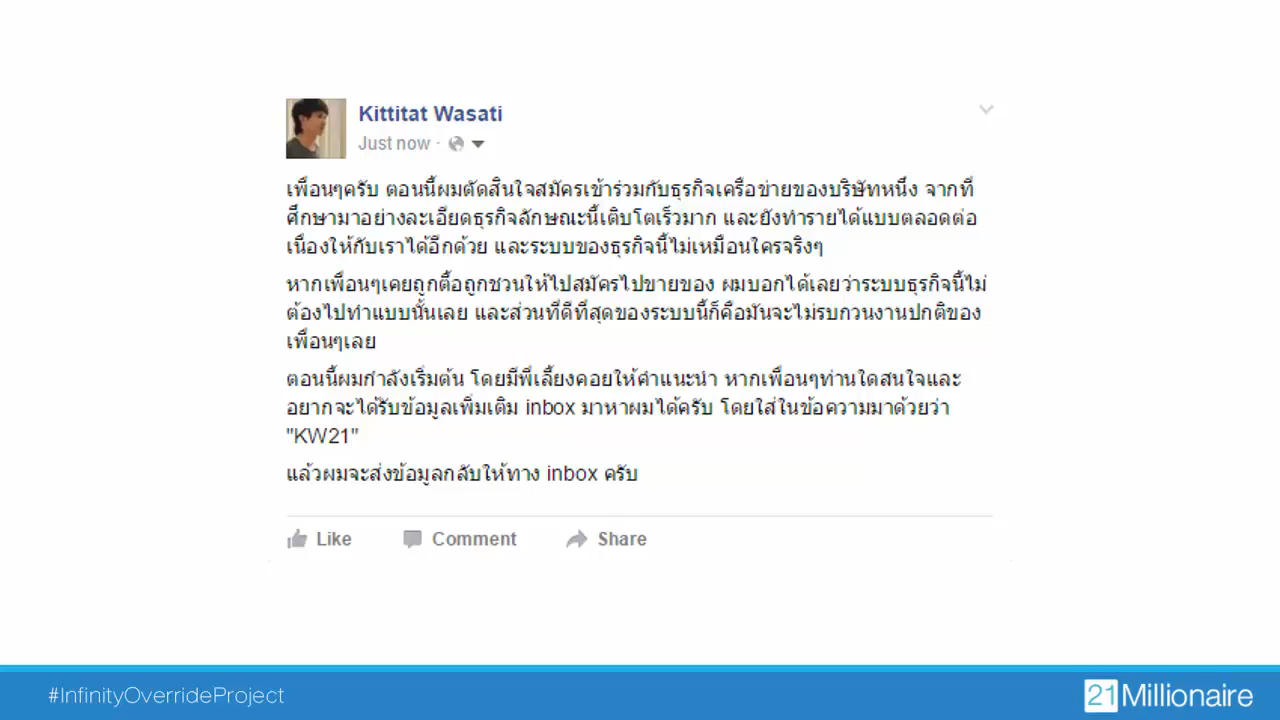 Kittitat Wasati
Just now ·
เพื่อนๆครับ ตอนนี้ผมตัดสิ้นใจสมัครเข้าร่วมกับธุรกิจเครือข่ายของบริษัทหนึ่ง จากที่
ศึกษามาอย่างละเอียดธุรกิจลักษณะนี้เติบโตเร็วมาก และยังทำรายได้แบบตลอดต่อ
เนื่องให้กับเราได้อีกด้วย และระบบของธุรกิจนี้ไม่เหมือนใครจริงๆ
หากเพื่อนๆเคยถูกตื้อถูกชวนให้ไปสมัครไปขายของ ผมบอกได้เลยว่าระบบธุรกิจนี้ไม่
ต้องไปทำแบบนั้นเลย และส่วนที่ดีที่สุดของระบบนี้ก็คือมันจะไม่รบกวนงานปกติของ
เพื่อนๆเลย
ตอนนี้ผมกำลังเริ่มต้น โดยมีพี่เลี้ยงคอยให้คำแนะนำ หากเพื่อนๆท่านใดสนใจและ
อยากจะได้รับข้อมูลเพิ่มเติม inbox มาหาผมได้ครับ โดยใส่ในข้อความมาด้วยว่า
"KW21"
แล้วผมจะส่งข้อมูลกลับให้ทาง inbox ครับ
Like Comment Share
#InfinityOverrideProject
21 Millionaire